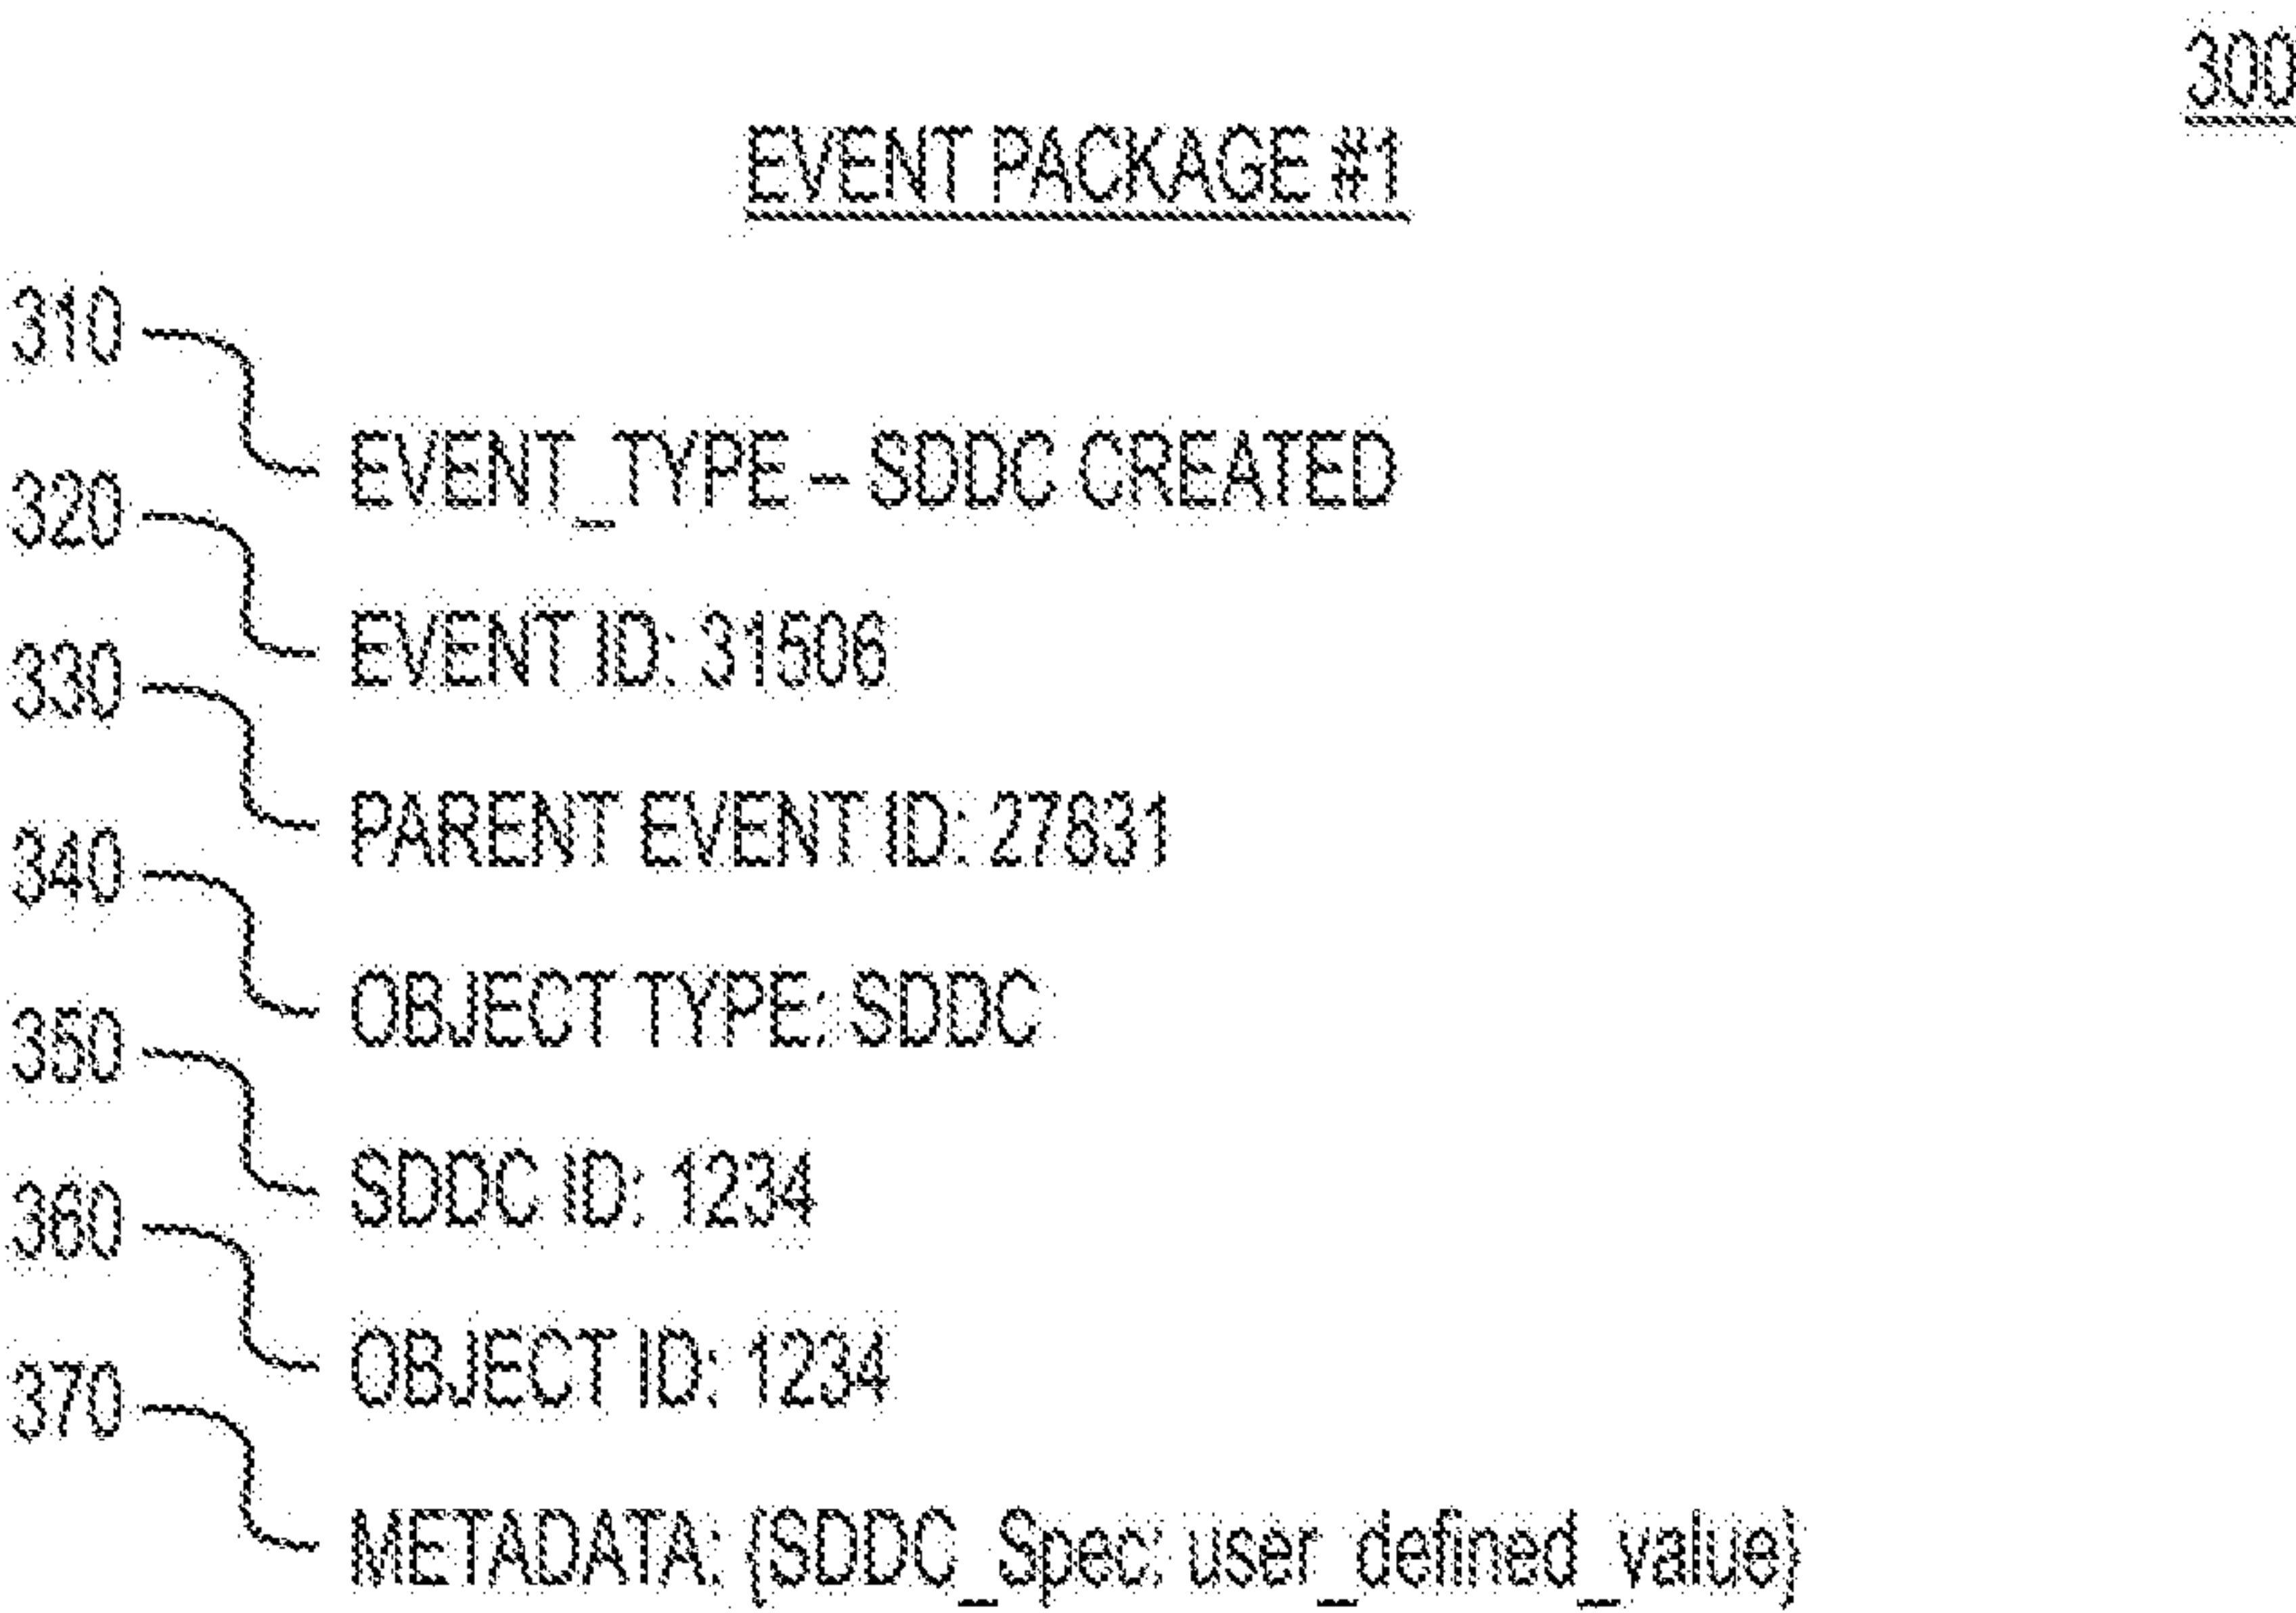 300
EVENT PACKAGE #1
310
EVENT_TYPE – SDDC CREATED
320
EVENT ID: 31506
330
PARENT EVENT ID: 27831
340
OBJECT TYPE: SDDC
350
SDDC ID: 1234
360
OBJECT ID: 1234
370
METADATA: {SDDC_Spec: user_defined_value}